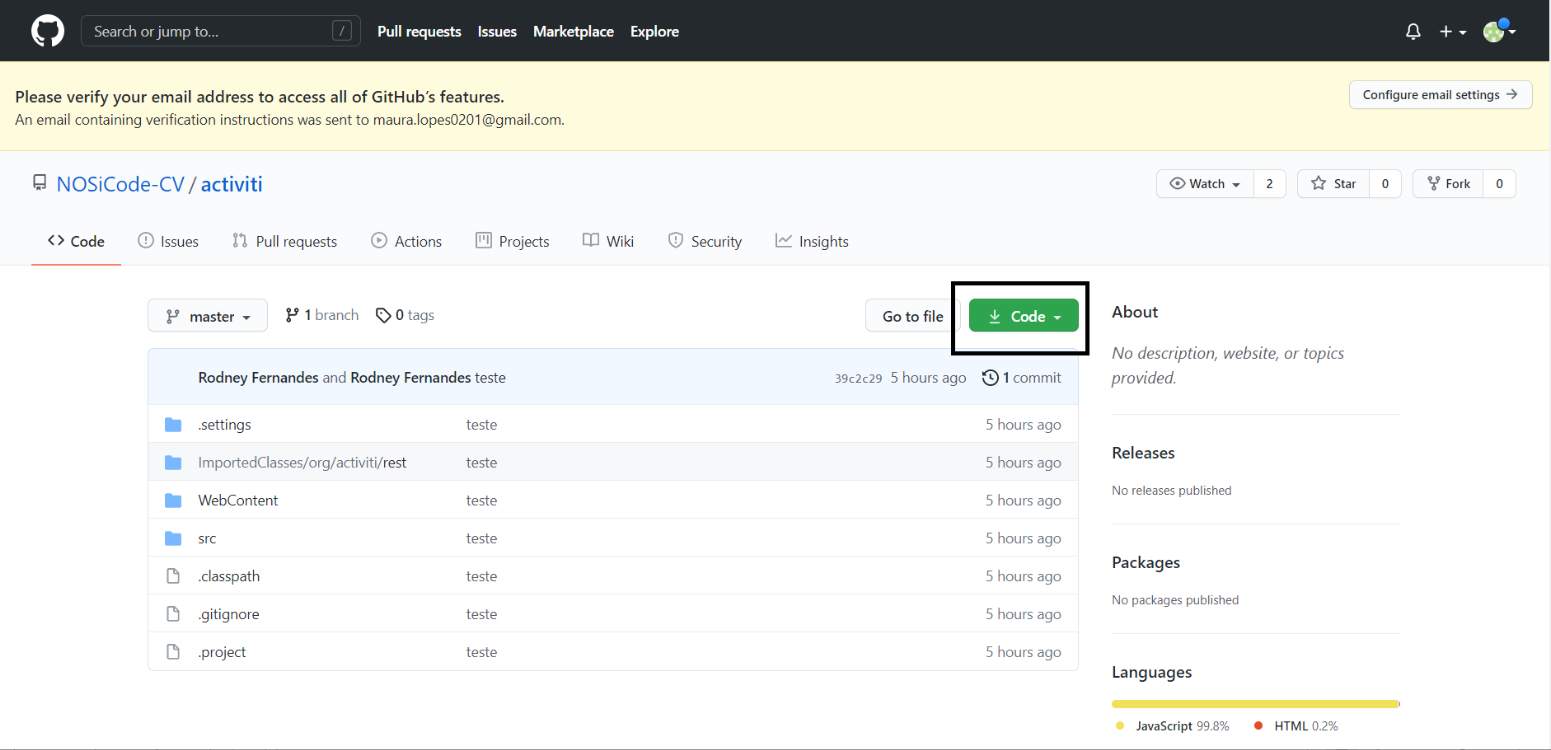 Search or jump to... /
Pull requests Issues Marketplace Explore
Please verify your email address to access all of GitHub's features.
An email containing verification instructions was sent to maura.lopes0201@gmail.com.
Configure email settings →
NOSiCode-CV / activiti
Watch 2 Star 0 Fork 0
Code Issues Pull requests Actions Projects Wiki Security Insights
master 1 branch 0 tags Go to file Code
Rodney Fernandes and Rodney Fernandes teste 39c2c29 5 hours ago 1 commit
.settings teste 5 hours ago
ImportedClasses/org/activiti/rest teste 5 hours ago
WebContent teste 5 hours ago
src teste 5 hours ago
.classpath teste 5 hours ago
.gitignore teste 5 hours ago
.project teste 5 hours ago
About
No description, website, or topics
provided.
Releases
No releases published
Packages
No packages published
Languages
JavaScript 99.8% HTML 0.2%